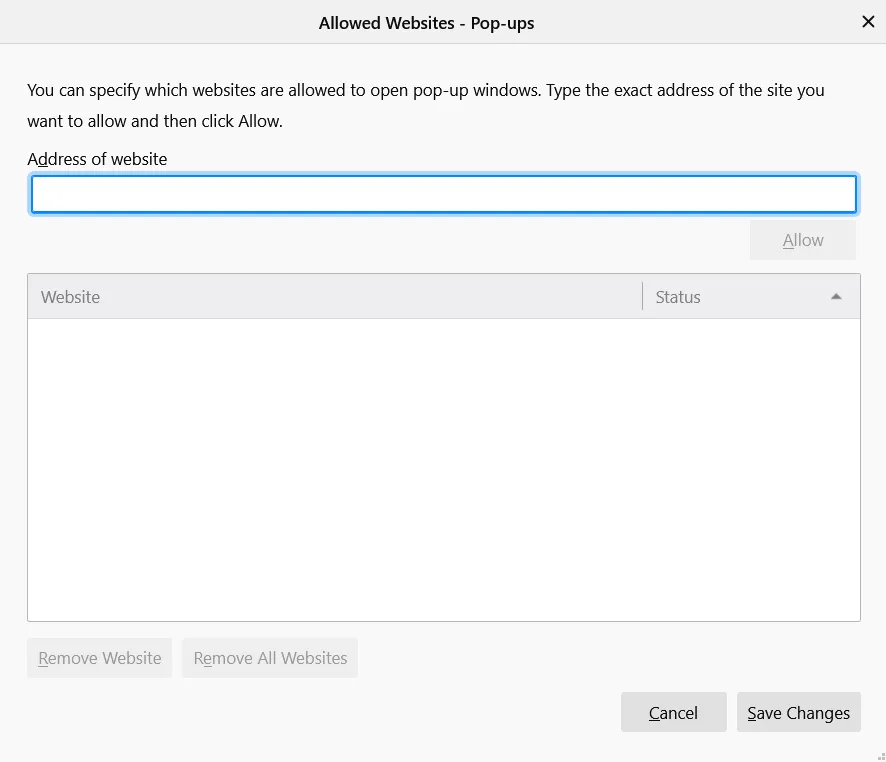 Allowed Websites - Pop-ups
You can specify which websites are allowed to open pop-up windows. Type the exact address of the site you
want to allow and then click Allow.
Address of website
Allow
Website Status
Remove Website Remove All Websites
Cancel Save Changes